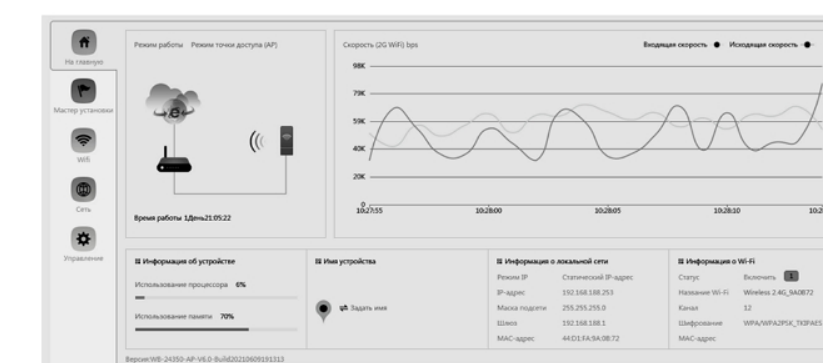 На главную
Мастер установки
Wifi
Сеть
Управление
Режим работы Режим точки доступа (AP)
Время работы 1День21:05:22
Скорость (2G WiFi) bps
Входящая скорость Исходящая скорость
98K
79K
59K
40K
20K
0
10:27:55 10:28:00 10:28:05 10:28:10 10:2
Информация об устройстве
Использование процессора 6%
Использование памяти 70%
Имя устройства
Задать имя
Информация о локальной сети
Режим IP Статический IP-адрес
IP-адрес 192.168.188.253
Маска подсети 255.255.255.0
Шлюз 192.168.188.1
MAC-адрес 44:D1:FA:9A:0B:72
Информация о Wi-Fi
Статус Включить 1
Название Wi-Fi Wireless 2.4G_9A0B72
Канал 12
Шифрование WPA/WPA2PSK_TKIPAES
MAC-адрес
Версия:WB-24350-AP-V6.0-Build20210609191313